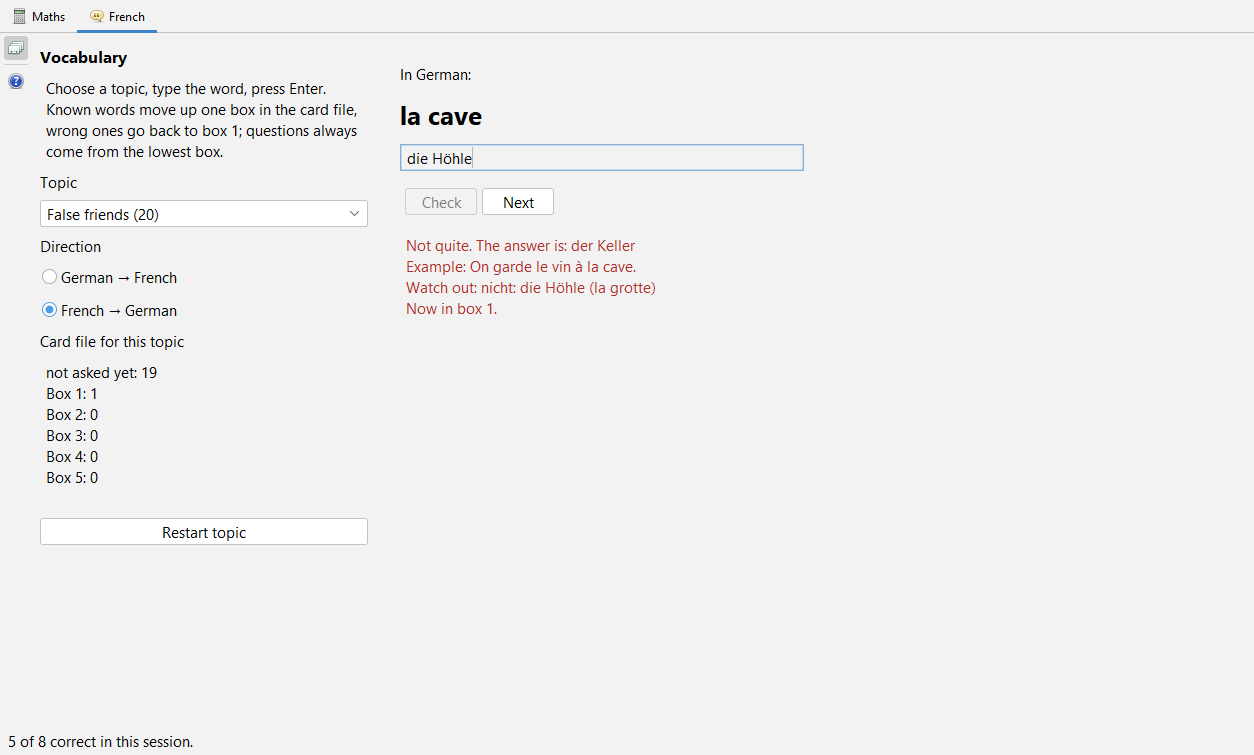 Maths
French
Vocabulary
Choose a topic, type the word, press Enter.
Known words move up one box in the card file,
wrong ones go back to box 1; questions always
come from the lowest box.
Topic
False friends (20)
Direction
German → French
French → German
Card file for this topic
not asked yet: 19
Box 1: 1
Box 2: 0
Box 3: 0
Box 4: 0
Box 5: 0
Restart topic
In German:
la cave
die Höhle
Check
Next
Not quite. The answer is: der Keller
Example: On garde le vin à la cave.
Watch out: nicht: die Höhle (la grotte)
Now in box 1.
5 of 8 correct in this session.